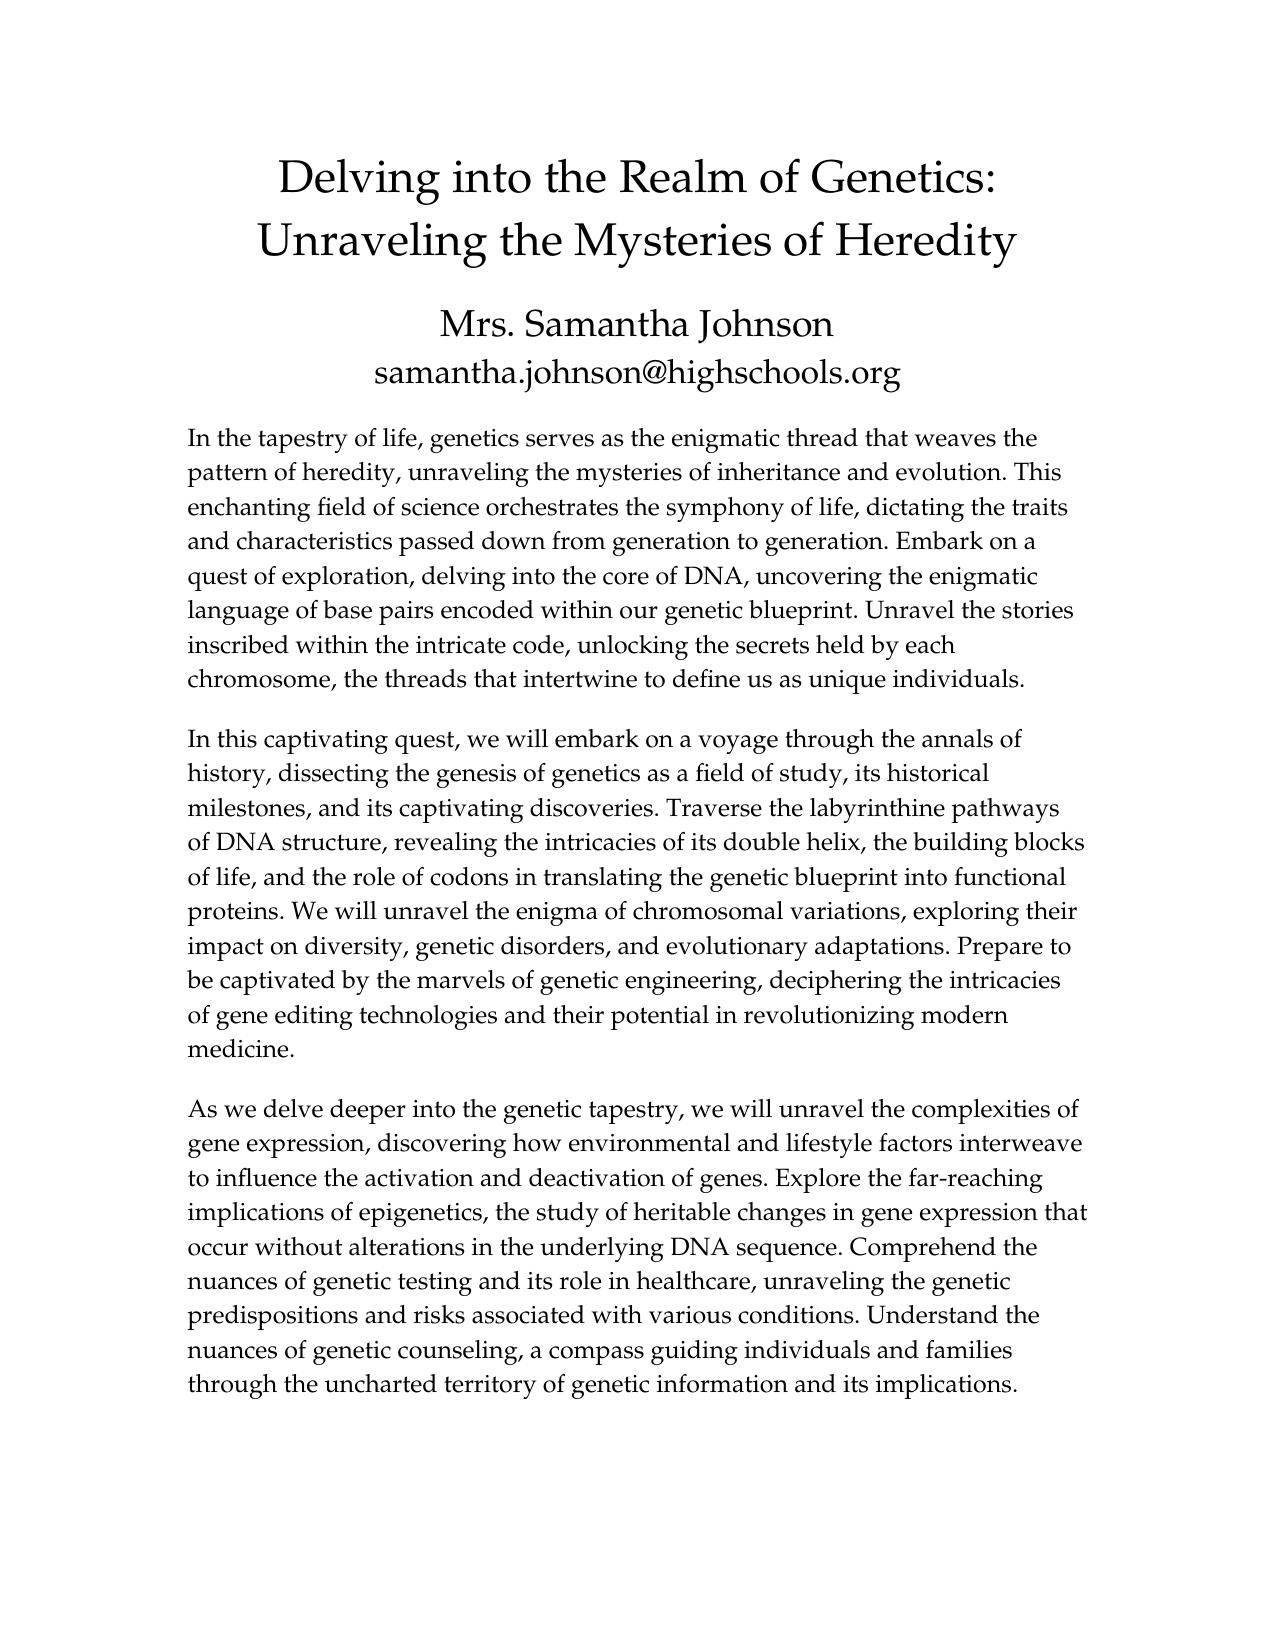 Delving into the Realm of Genetics:
Unraveling the Mysteries of Heredity
Mrs. Samantha Johnson
samantha.johnson@highschools.org
In the tapestry of life, genetics serves as the enigmatic thread that weaves the
pattern of heredity, unraveling the mysteries of inheritance and evolution. This
enchanting field of science orchestrates the symphony of life, dictating the traits
and characteristics passed down from generation to generation. Embark on a
quest of exploration, delving into the core of DNA, uncovering the enigmatic
language of base pairs encoded within our genetic blueprint. Unravel the stories
inscribed within the intricate code, unlocking the secrets held by each
chromosome, the threads that intertwine to define us as unique individuals.
In this captivating quest, we will embark on a voyage through the annals of
history, dissecting the genesis of genetics as a field of study, its historical
milestones, and its captivating discoveries. Traverse the labyrinthine pathways
of DNA structure, revealing the intricacies of its double helix, the building blocks
of life, and the role of codons in translating the genetic blueprint into functional
proteins. We will unravel the enigma of chromosomal variations, exploring their
impact on diversity, genetic disorders, and evolutionary adaptations. Prepare to
be captivated by the marvels of genetic engineering, deciphering the intricacies
of gene editing technologies and their potential in revolutionizing modern
medicine.
As we delve deeper into the genetic tapestry, we will unravel the complexities of
gene expression, discovering how environmental and lifestyle factors interweave
to influence the activation and deactivation of genes. Explore the far-reaching
implications of epigenetics, the study of heritable changes in gene expression that
occur without alterations in the underlying DNA sequence. Comprehend the
nuances of genetic testing and its role in healthcare, unraveling the genetic
predispositions and risks associated with various conditions. Understand the
nuances of genetic counseling, a compass guiding individuals and families
through the uncharted territory of genetic information and its implications.